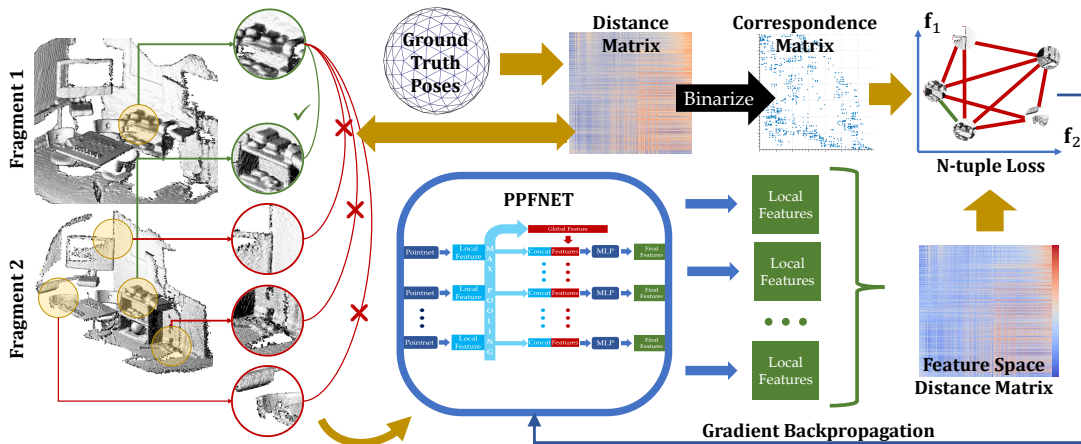 Fragment 1
Fragment 2
Ground
Truth
Poses
Distance
Matrix
Binarize
Correspondence
Matrix
f1
f2
N-tuple Loss
PPFNET
Global Feature
MAX POOLING
Pointnet
Local
Feature
Concat Features
MLP
Final
Features
Pointnet
Local
Feature
Concat Features
MLP
Final
Features
Pointnet
Local
Feature
Concat Features
MLP
Final
Features
Local
Features
Local
Features
Local
Features
Feature Space
Distance Matrix
Gradient Backpropagation